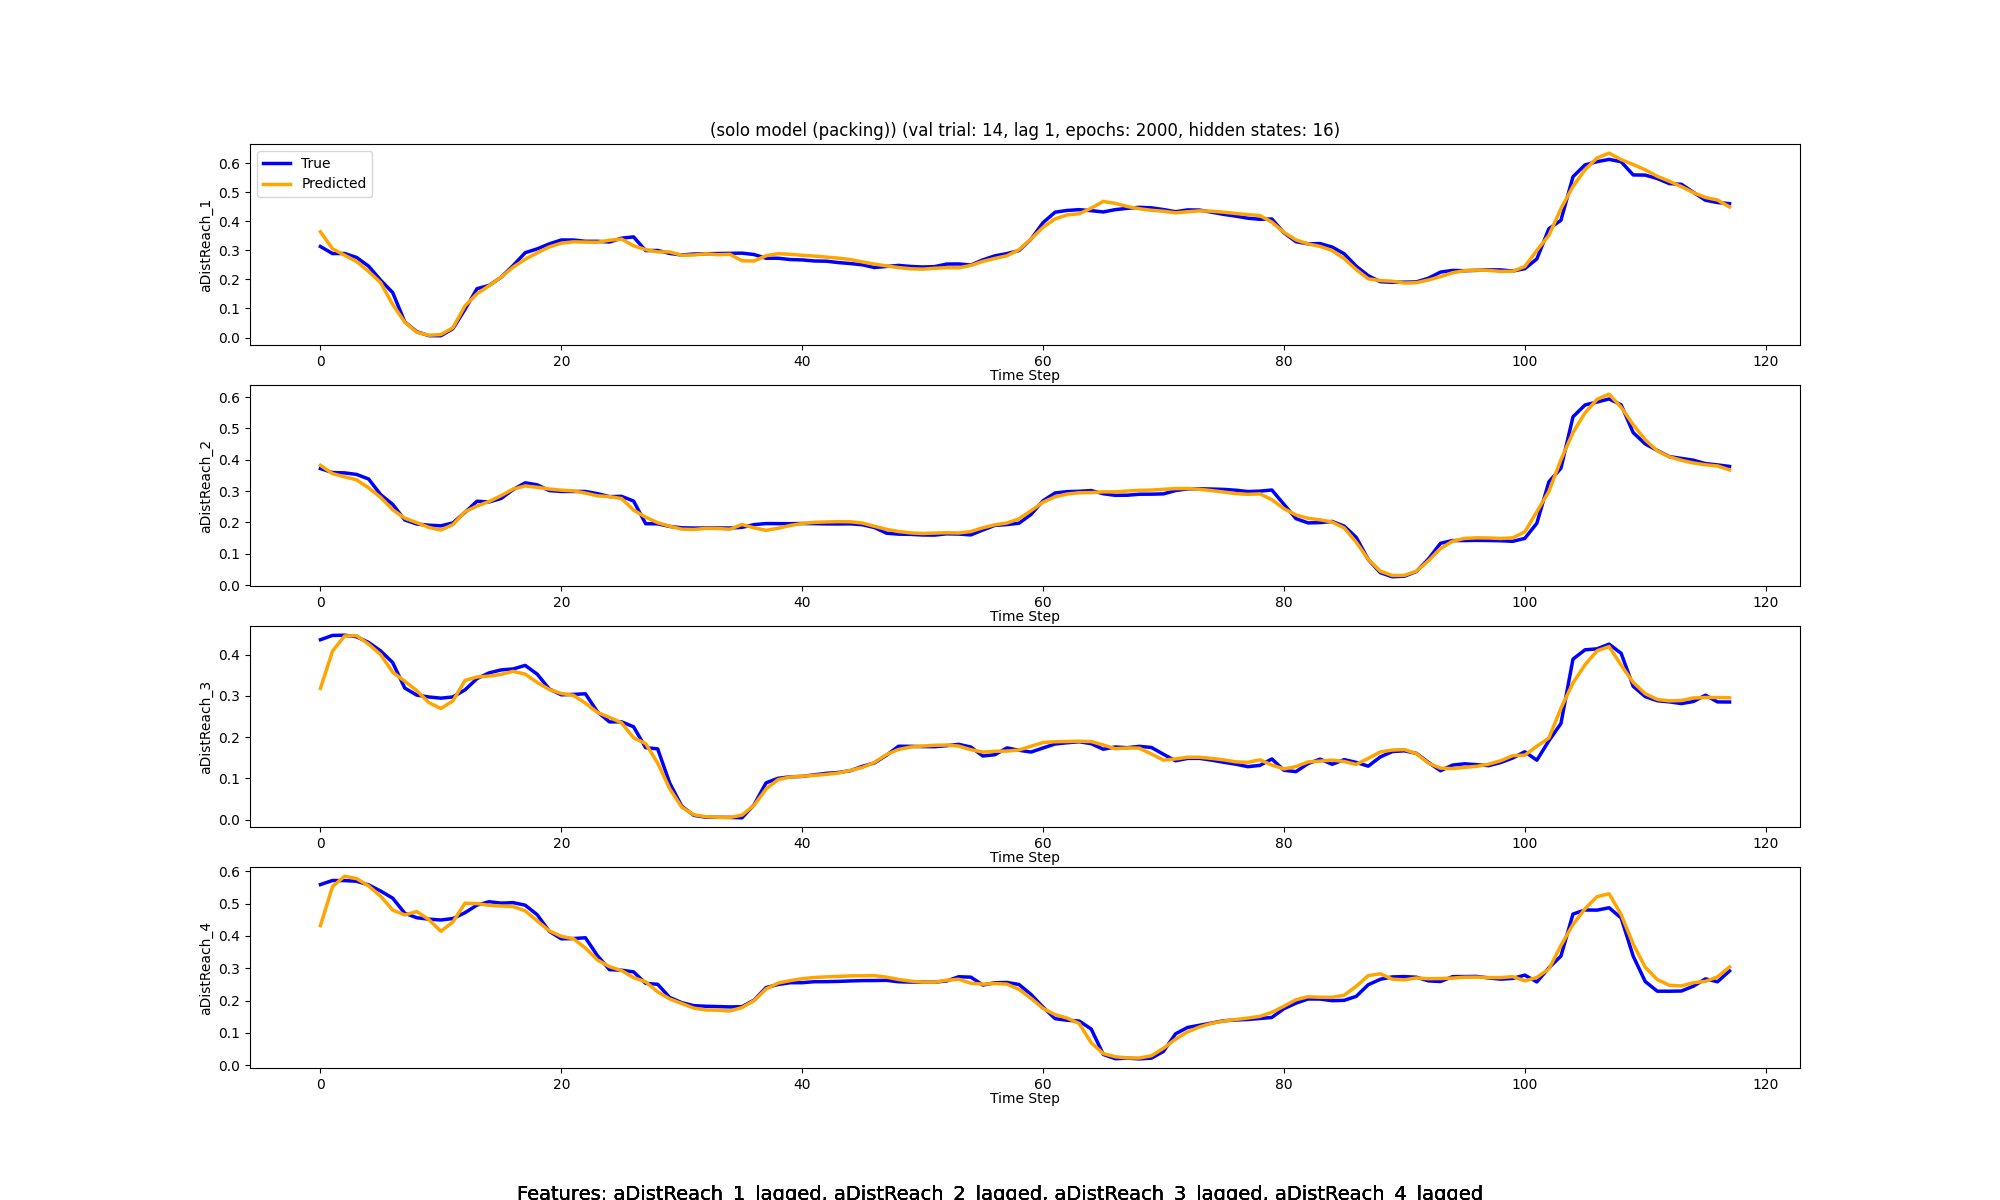 (solo model (packing)) (val trial: 14, lag 1, epochs: 2000, hidden states: 16)
True
Predicted
aDistReach_1
0.6
0.5
0.4
0.3
0.2
0.1
0.0
0 20 40 60 80 100 120
Time Step
aDistReach_2
0.6
0.5
0.4
0.3
0.2
0.1
0.0
0 20 40 60 80 100 120
Time Step
aDistReach_3
0.4
0.3
0.2
0.1
0.0
0 20 40 60 80 100 120
Time Step
aDistReach_4
0.6
0.5
0.4
0.3
0.2
0.1
0.0
0 20 40 60 80 100 120
Time Step
Features: aDistReach_1_lagged, aDistReach_2_lagged, aDistReach_3_lagged, aDistReach_4_lagged